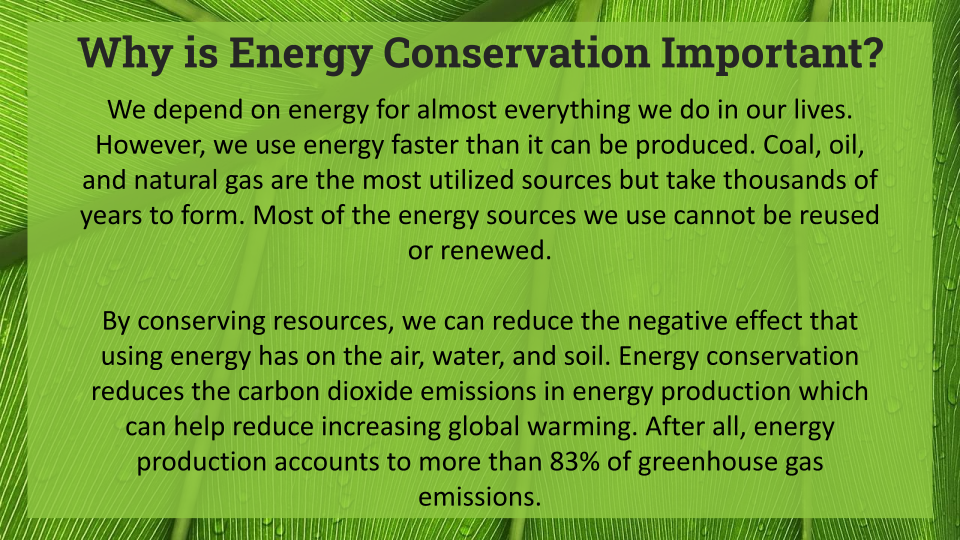 Why is Energy Conservation Important?
We depend on energy for almost everything we do in our lives.
However, we use energy faster than it can be produced. Coal, oil,
and natural gas are the most utilized sources but take thousands of
years to form. Most of the energy sources we use cannot be reused
or renewed.
By conserving resources, we can reduce the negative effect that
using energy has on the air, water, and soil. Energy conservation
reduces the carbon dioxide emissions in energy production which
can help reduce increasing global warming. After all, energy
production accounts to more than 83% of greenhouse gas
emissions.